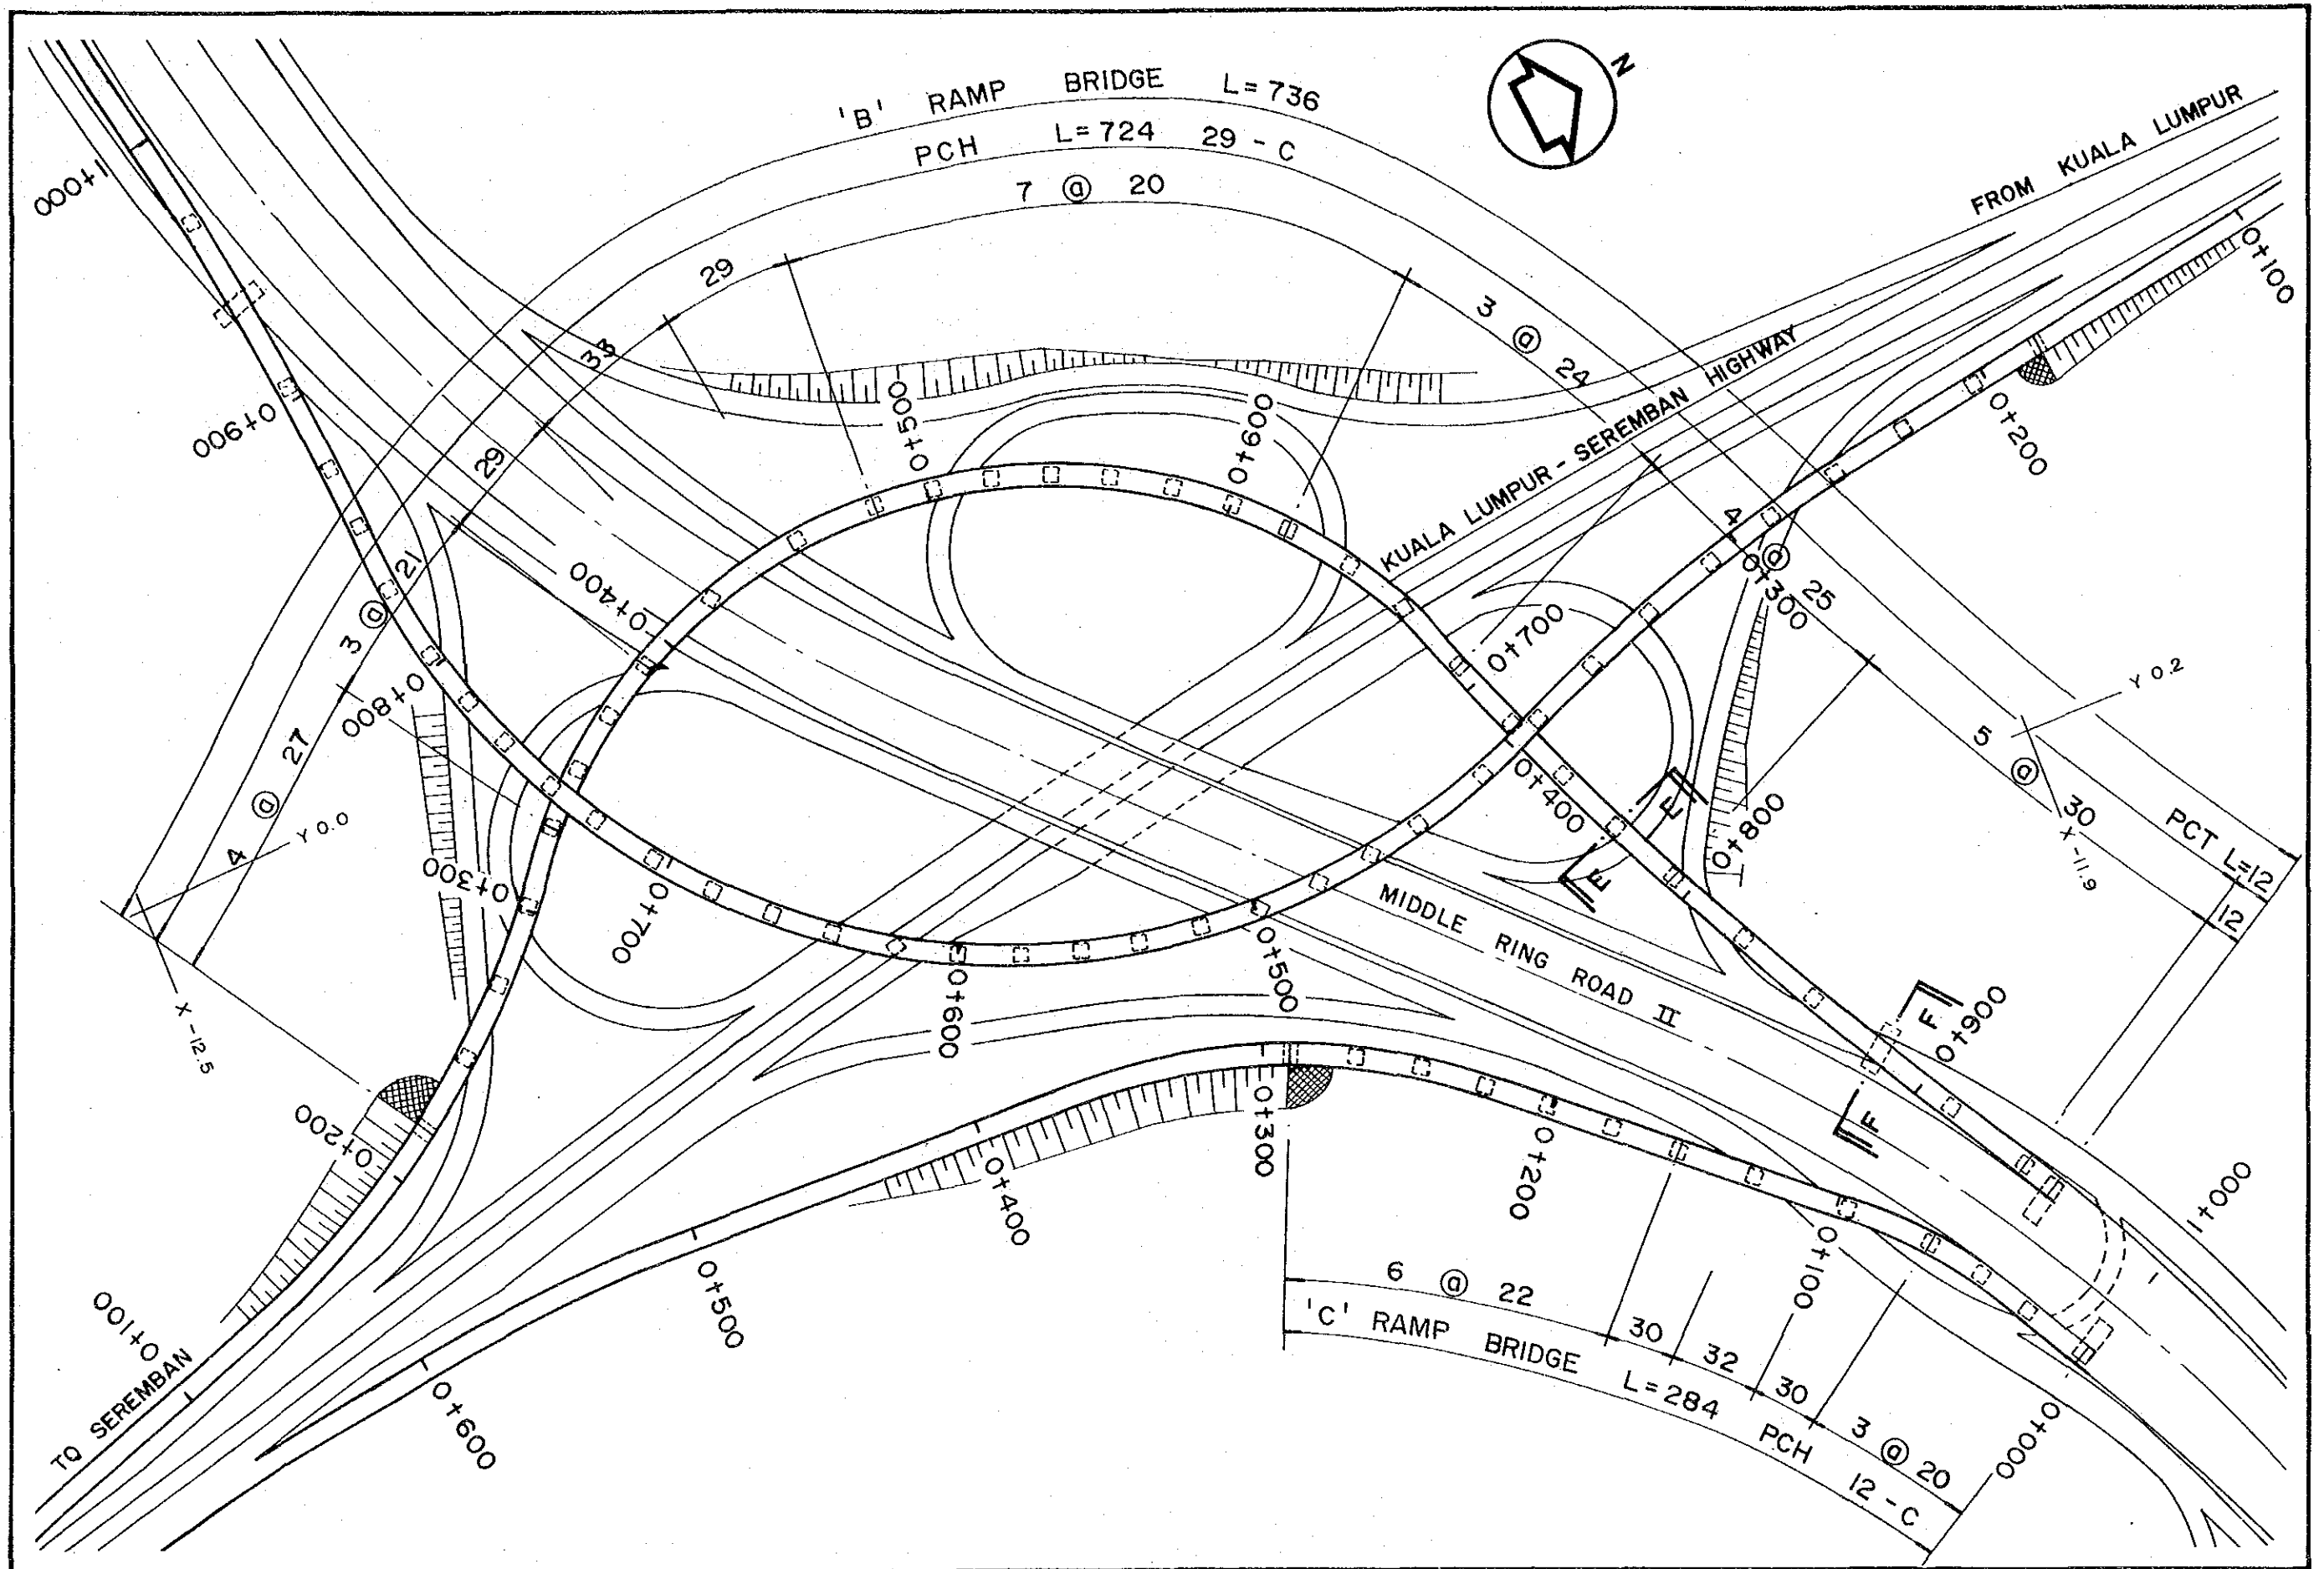 'B' RAMP BRIDGE L=736
PCH L=724 29-C
7 @ 20
N
FROM KUALA LUMPUR
29
33
29
3 @ 21
4 @ 27
3 @ 24
4 @ 25
5 @ 30
12
PCT L=12
KUALA LUMPUR-SEREMBAN HIGHWAY
1+000
0+900
0+800
0+700
0+600
0+500
0+400
0+300
0+200
0+100
0+100
0+200
0+300
0+400
0+500
0+600
0+700
0+800
0+900
1+000
Y 0.2
X -11.9
Y 0.0
X -12.5
E
E
F
F
MIDDLE RING ROAD II
0+300
0+200
0+100
0+000
0+400
0+500
0+600
6 @ 22
30
32
30
3 @ 20
'C' RAMP BRIDGE L=284 PCH 12-C
TO SEREMBAN